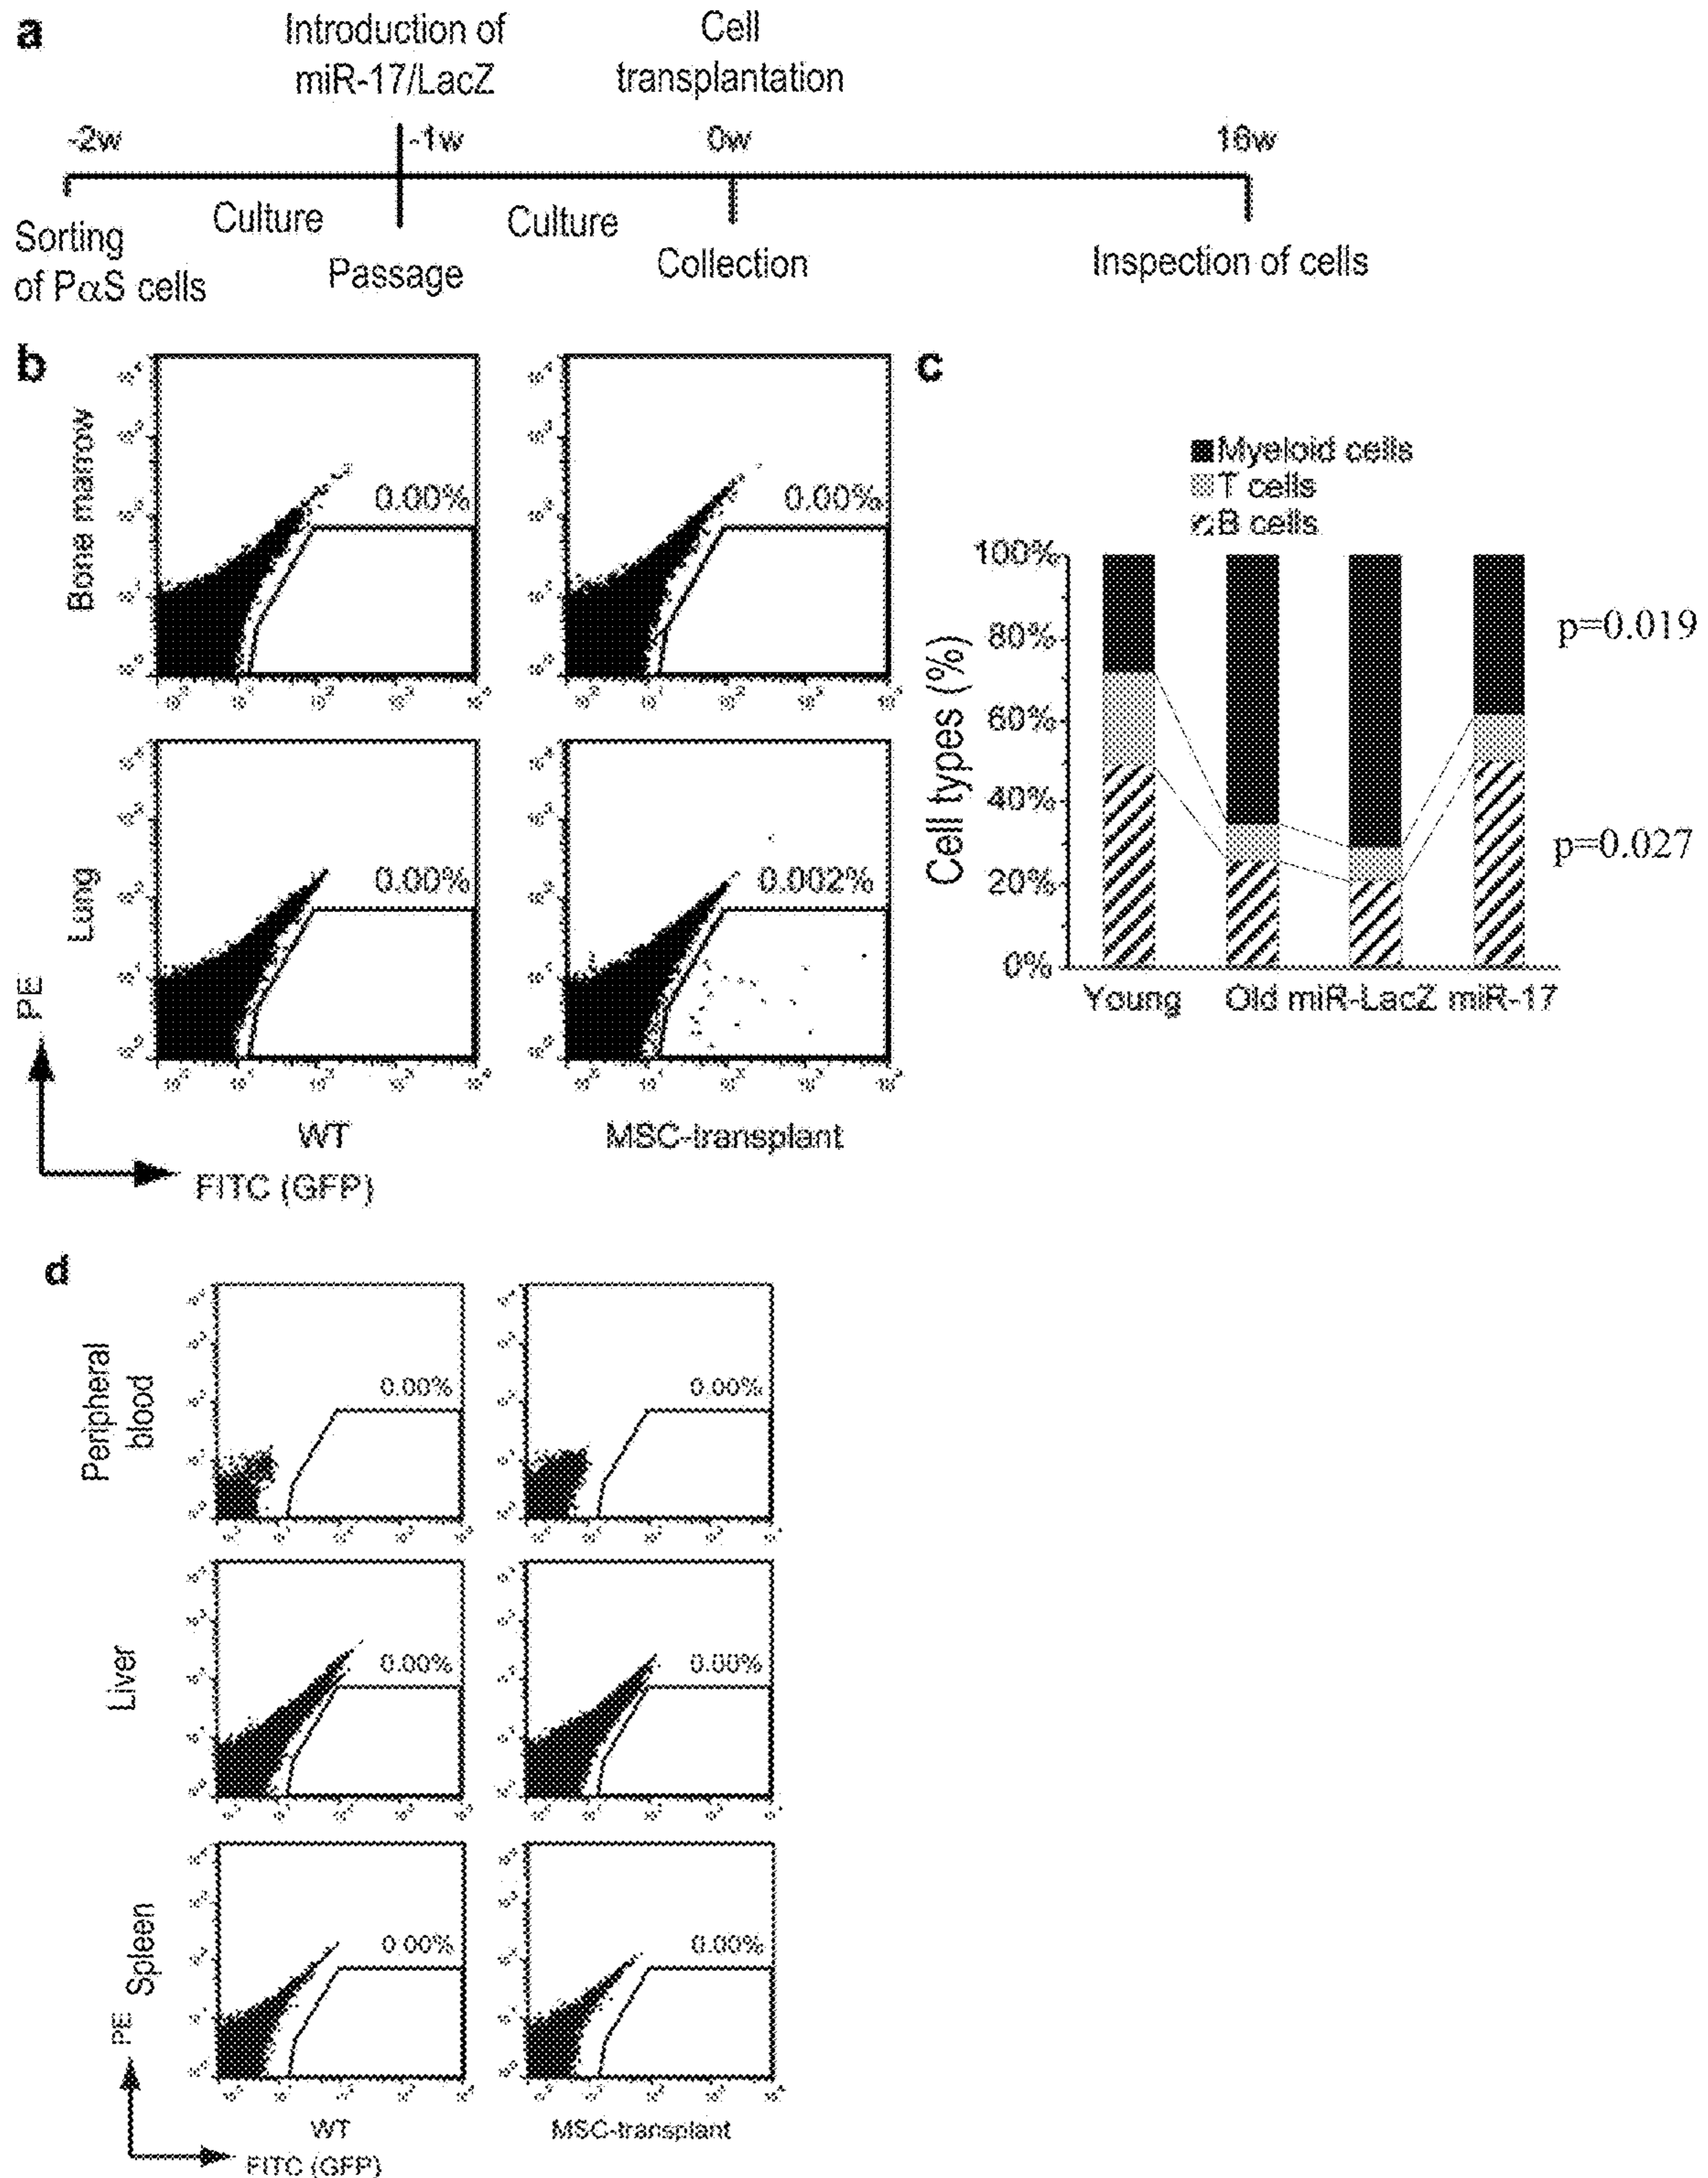 a
Introduction of
miR-17/LacZ
Cell
transplantation
-2w
-1w
0w
16w
Culture
Culture
Sorting
of PαS cells
Passage
Collection
Inspection of cells
b
Bone marrow
0.00%
0.00%
Lung
0.00%
0.002%
PE
WT
MSC-transplant
FITC (GFP)
c
Myeloid cells
T cells
B cells
Cell types (%)
100%
80%
60%
40%
20%
0%
Young
Old
miR-LacZ
miR-17
p=0.019
p=0.027
d
Peripheral
blood
0.00%
0.00%
Liver
0.00%
0.00%
Spleen
0.00%
0.00%
PE
WT
MSC-transplant
FITC (GFP)